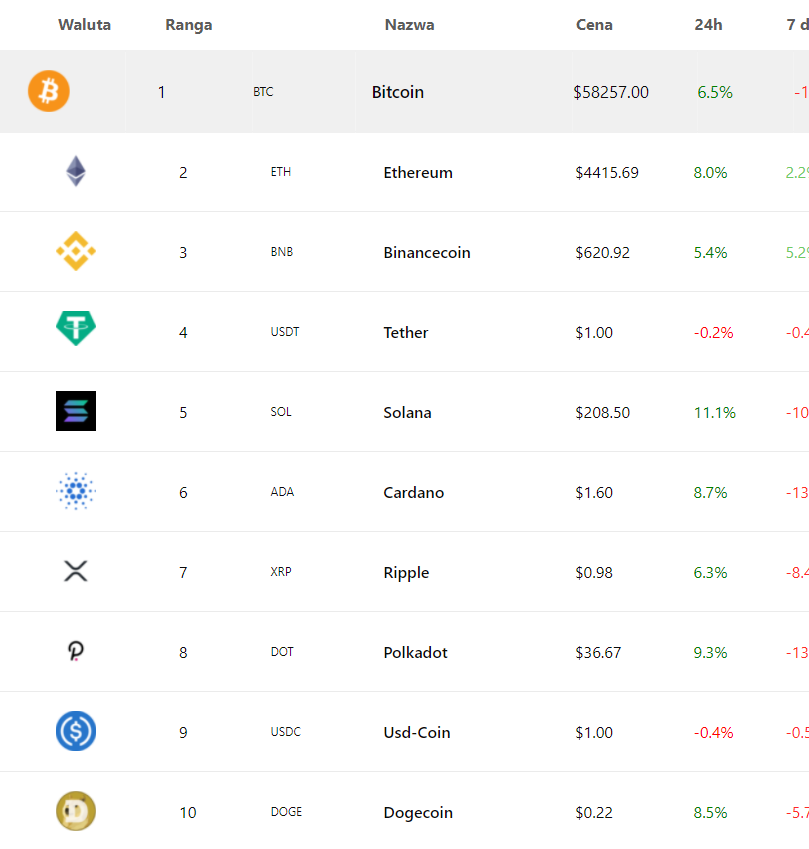 Waluta Ranga Nazwa Cena 24h 7 d
1 BTC Bitcoin $58257.00 6.5% -1
2 ETH Ethereum $4415.69 8.0% 2.2%
3 BNB Binancecoin $620.92 5.4% 5.2%
4 USDT Tether $1.00 -0.2% -0.4
5 SOL Solana $208.50 11.1% -10
6 ADA Cardano $1.60 8.7% -13
7 XRP Ripple $0.98 6.3% -8.4
8 DOT Polkadot $36.67 9.3% -13
9 USDC Usd-Coin $1.00 -0.4% -0.5
10 DOGE Dogecoin $0.22 8.5% -5.7